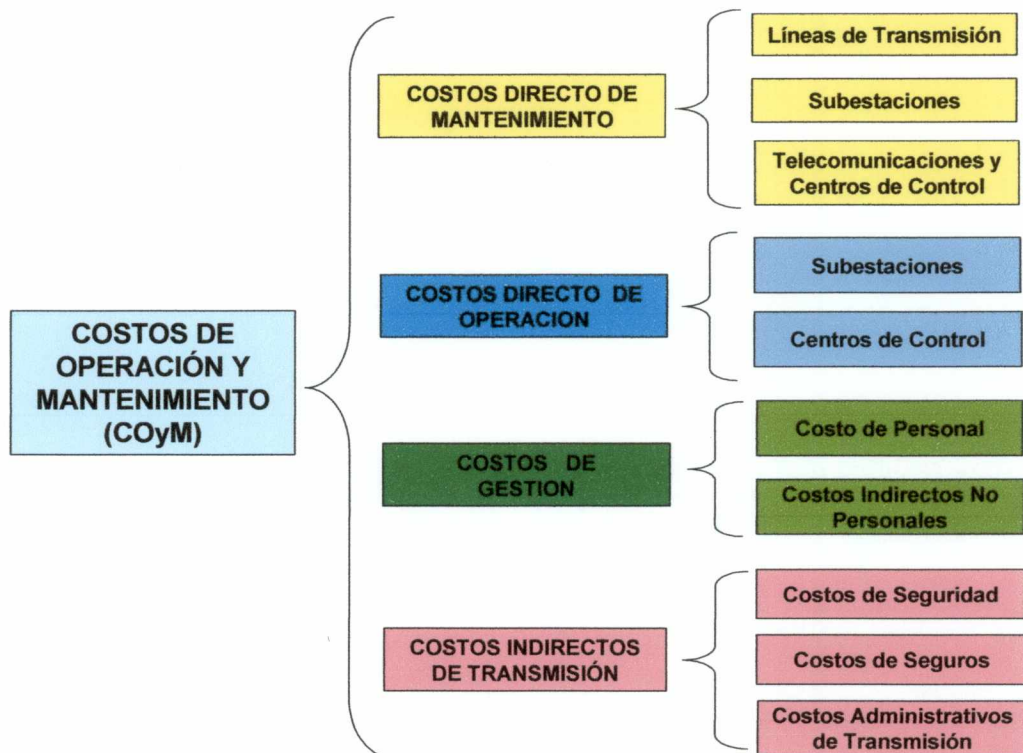 COSTOS DE
OPERACIÓN Y
MANTENIMIENTO
(COyM)
COSTOS DIRECTO DE
MANTENIMIENTO
Líneas de Transmisión
Subestaciones
Telecomunicaciones y
Centros de Control
COSTOS DIRECTO DE
OPERACION
Subestaciones
Centros de Control
COSTOS DE
GESTION
Costo de Personal
Costos Indirectos No
Personales
COSTOS INDIRECTOS
DE TRANSMISIÓN
Costos de Seguridad
Costos de Seguros
Costos Administrativos
de Transmisión